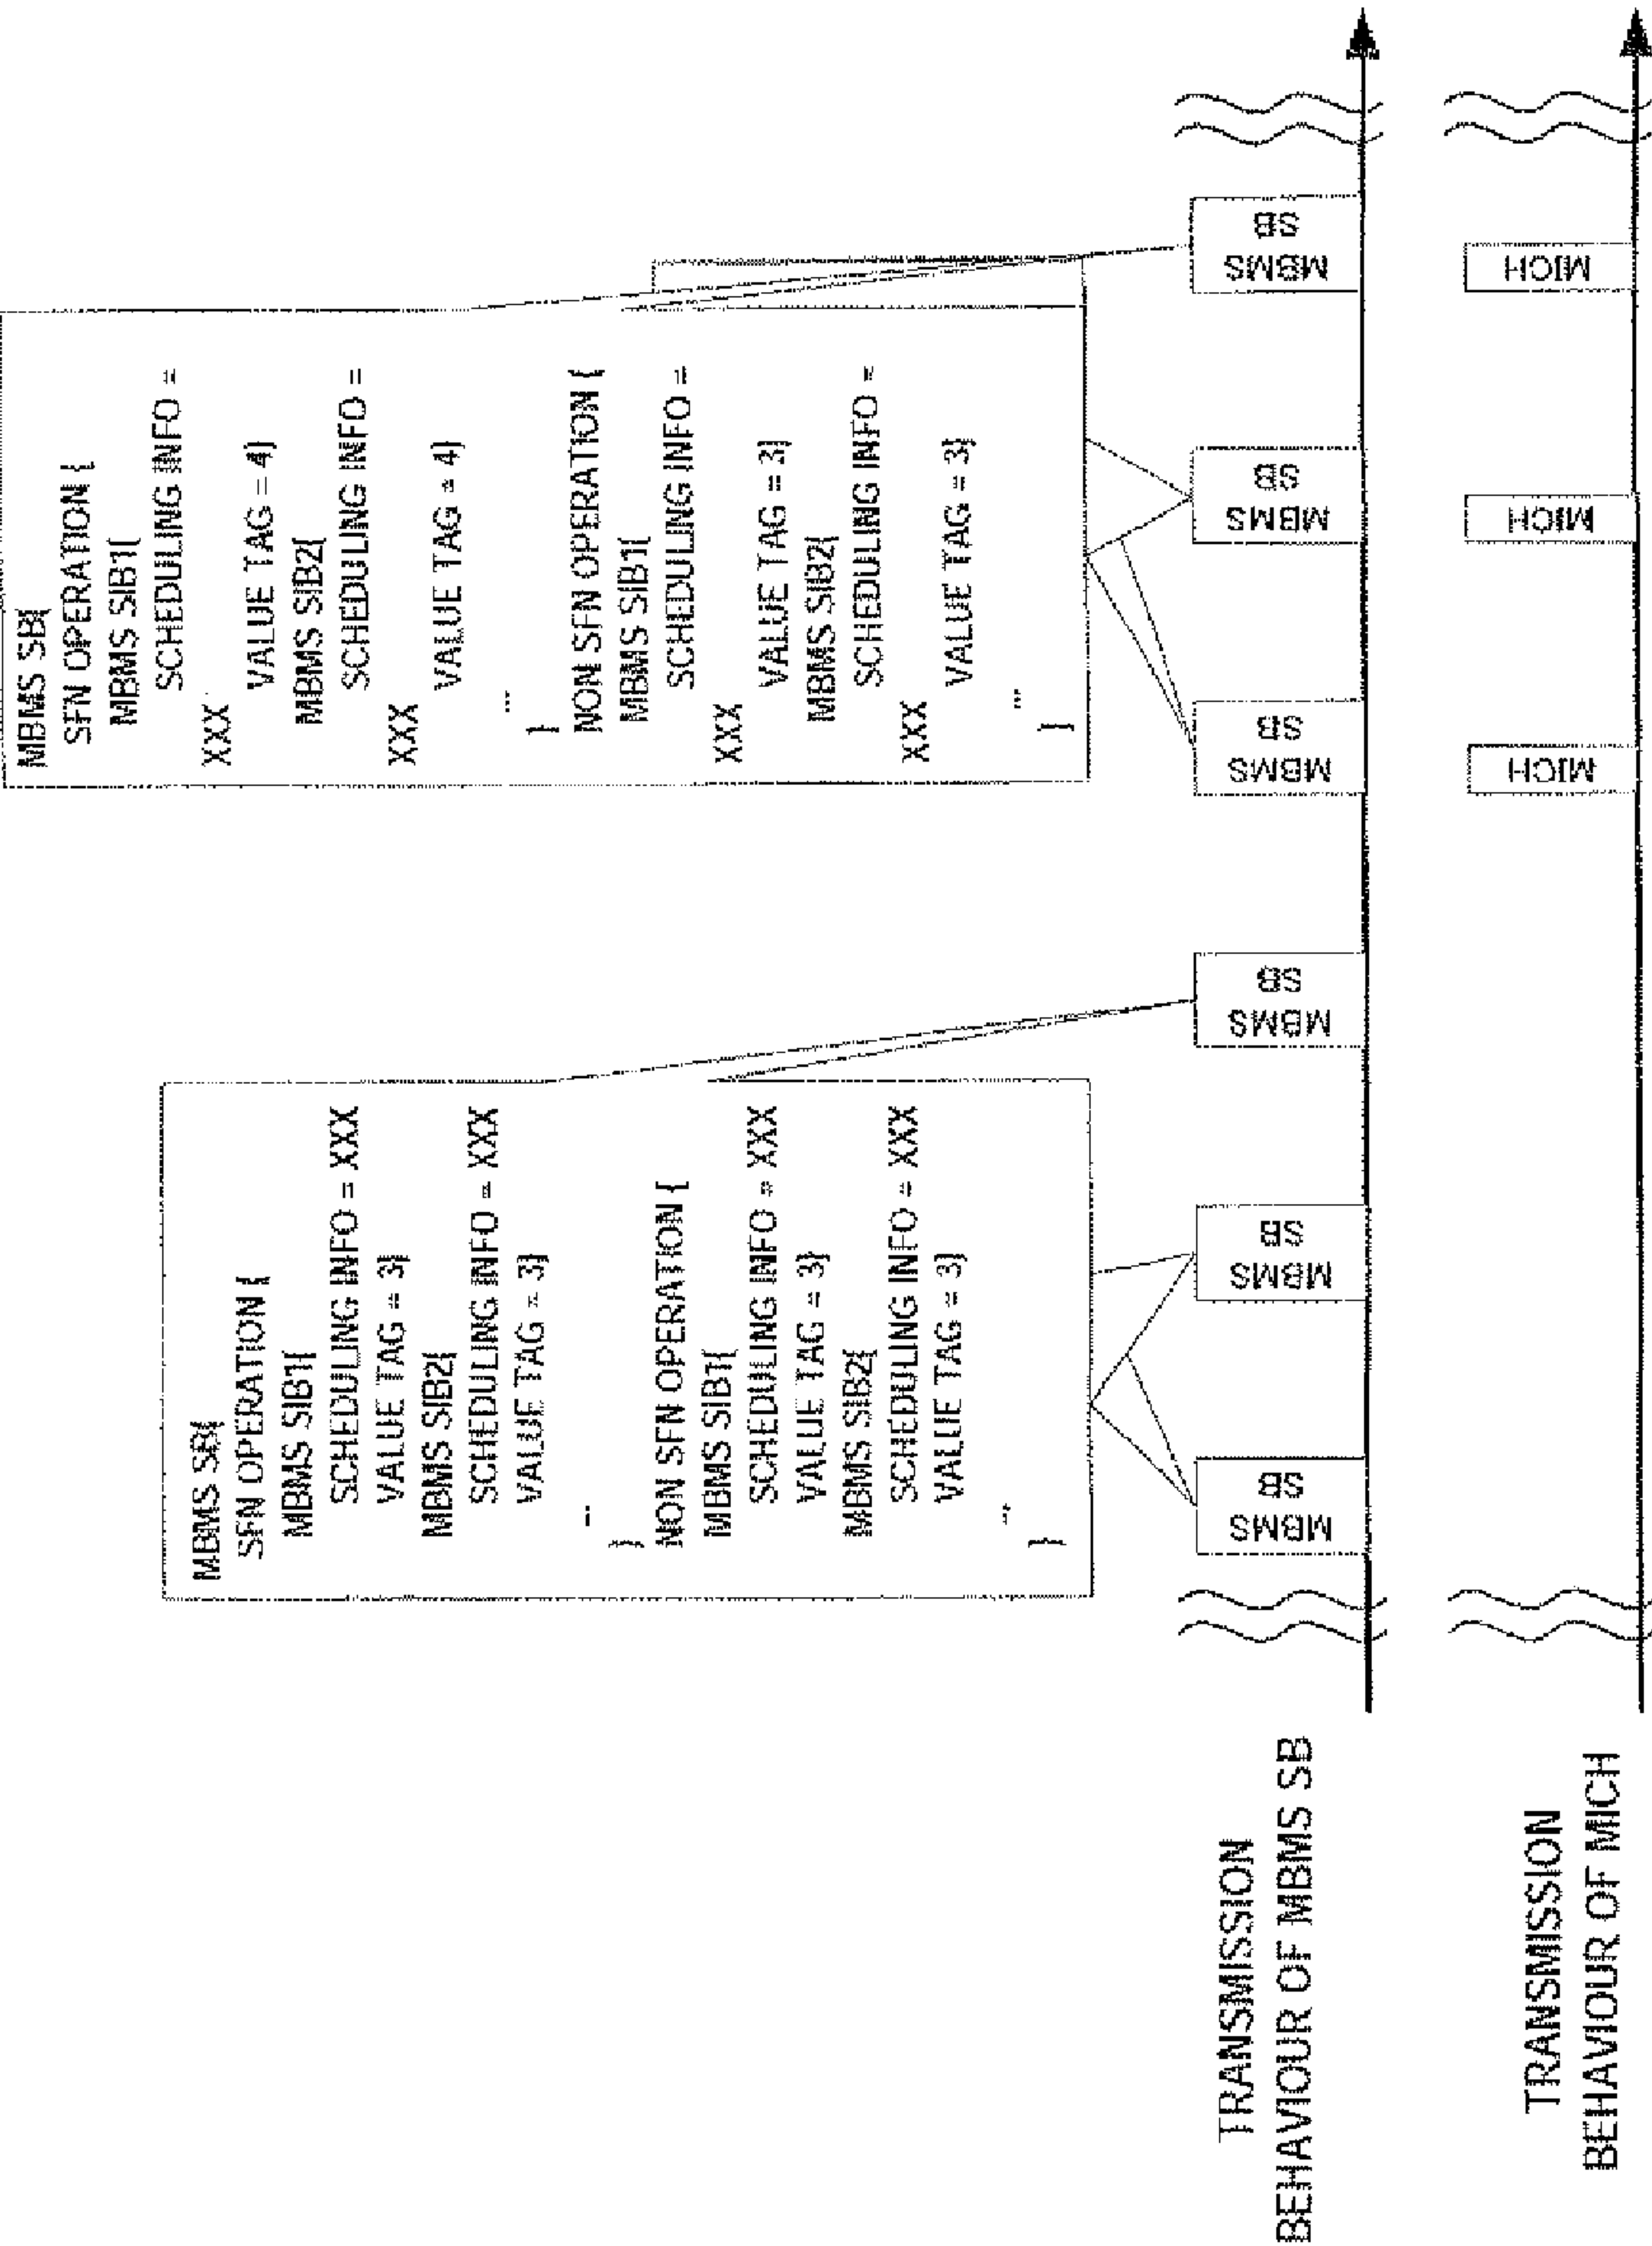 MBMS SB{
SFN OPERATION {
MBMS SIB1{
SCHEDULING INFO = XXX
VALUE TAG = 3}
MBMS SIB2{
SCHEDULING INFO = XXX
VALUE TAG = 3}
...
}
NON SFN OPERATION {
MBMS SIB1{
SCHEDULING INFO = XXX
VALUE TAG = 3}
MBMS SIB2{
SCHEDULING INFO = XXX
VALUE TAG = 3}
...
}
MBMS SB{
SFN OPERATION {
MBMS SIB1{
SCHEDULING INFO =
XXX
VALUE TAG = 4}
MBMS SIB2{
SCHEDULING INFO =
XXX
VALUE TAG = 4}
...
}
NON SFN OPERATION {
MBMS SIB1{
SCHEDULING INFO =
XXX
VALUE TAG = 3}
MBMS SIB2{
SCHEDULING INFO =
XXX
VALUE TAG = 3}
...
}
TRANSMISSION
BEHAVIOUR OF MBMS SB
MBMS
SB
MBMS
SB
MBMS
SB
MBMS
SB
MBMS
SB
MBMS
SB
TRANSMISSION
BEHAVIOUR OF MICH
MICH
MICH
MICH